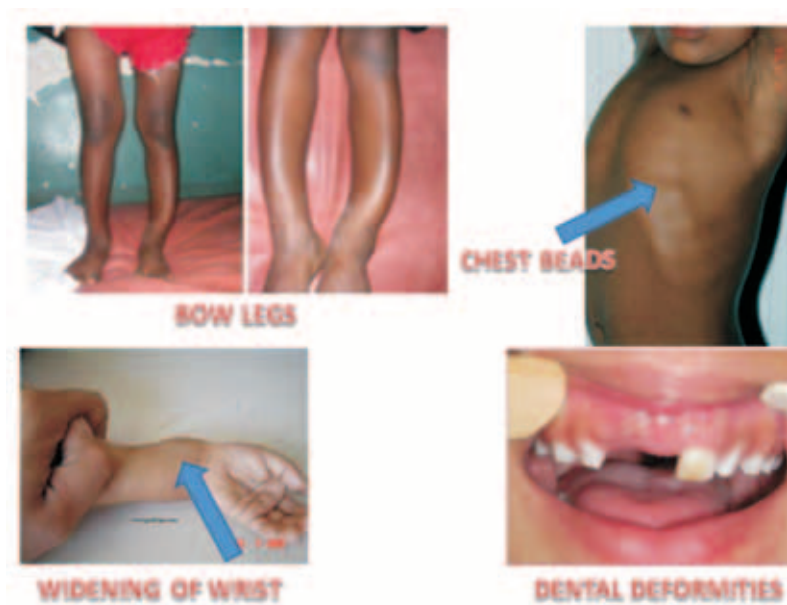 CHEST BEADS
BOW LEGS
WIDENING OF WRIST
DENTAL DEFORMITIES